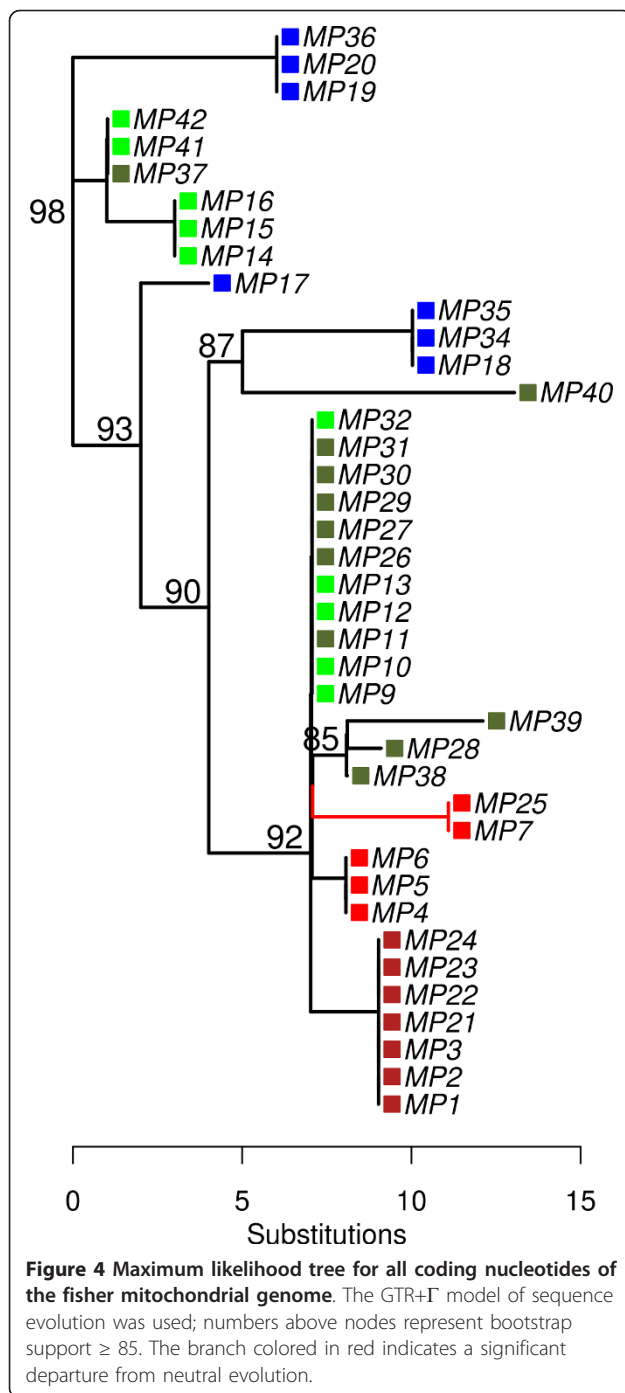 MP36
MP20
MP19
MP42
MP41
MP37
MP16
98
MP15
MP14
MP17
MP35
87
MP34
MP18
MP40
MP32
93
MP31
MP30
MP29
MP27
MP26
MP13
90
MP12
MP11
MP10
MP9
MP39
85
MP28
MP38
MP25
MP7
92
MP6
MP5
MP4
MP24
MP23
MP22
MP21
MP3
MP2
MP1
0 5 10 15
Substitutions
Figure 4 Maximum likelihood tree for all coding nucleotides of
the fisher mitochondrial genome. The GTR+Γ model of sequence
evolution was used; numbers above nodes represent bootstrap
support ≥ 85. The branch colored in red indicates a significant
departure from neutral evolution.